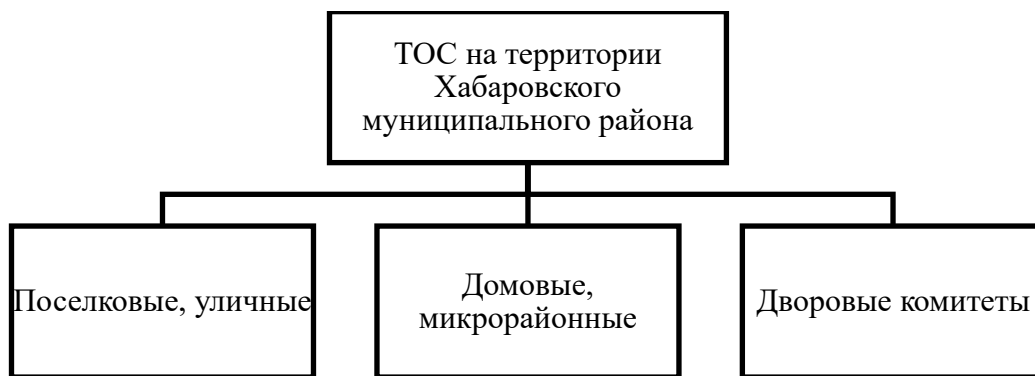 ТОС на территории
Хабаровского
муниципального района
Поселковые, уличные
Домовые,
микрорайонные
Дворовые комитеты